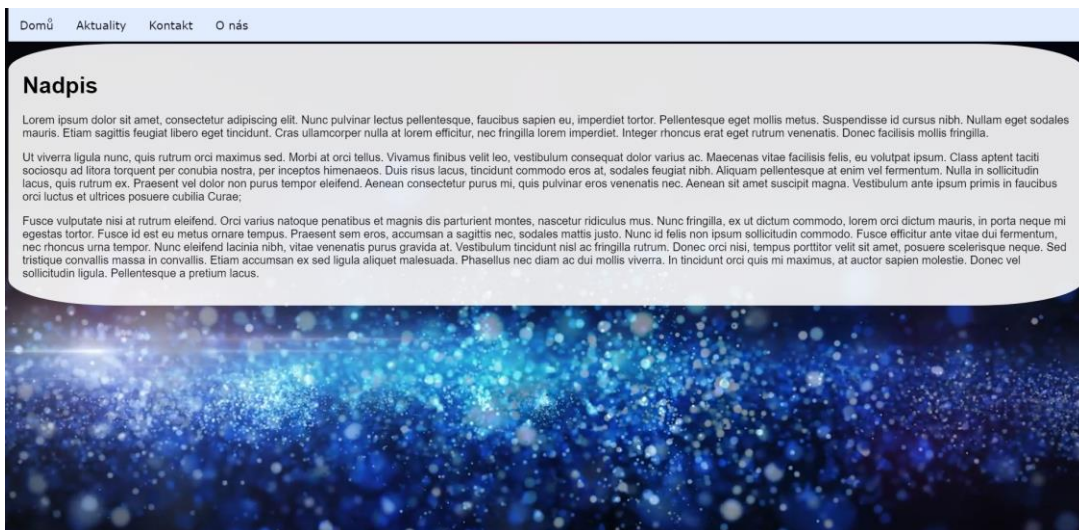 Domů Aktuality Kontakt O nás
Nadpis
Lorem ipsum dolor sit amet, consectetur adipiscing elit. Nunc pulvinar lectus pellentesque, faucibus sapien eu, imperdiet tortor. Pellentesque eget mollis metus. Suspendisse id cursus nibh. Nullam eget sodales
mauris. Etiam sagittis feugiat libero eget tincidunt. Cras ullamcorper nulla at lorem efficitur, nec fringilla lorem imperdiet. Integer rhoncus erat eget rutrum venenatis. Donec facilisis mollis fringilla.
Ut viverra ligula nunc, quis rutrum orci maximus sed. Morbi at orci tellus. Vivamus finibus velit leo, vestibulum consequat dolor varius ac. Maecenas vitae facilisis felis, eu volutpat ipsum. Class aptent taciti
sociosqu ad litora torquent per conubia nostra, per inceptos himenaeos. Duis risus lacus, tincidunt commodo eros at, sodales feugiat nibh. Aliquam pellentesque at enim vel fermentum. Nulla in sollicitudin
lacus, quis rutrum ex. Praesent vel dolor non purus tempor eleifend. Aenean consectetur purus mi, quis pulvinar eros venenatis nec. Aenean sit amet suscipit magna. Vestibulum ante ipsum primis in faucibus
orci luctus et ultrices posuere cubilia Curae;
Fusce vulputate nisi at rutrum eleifend. Orci varius natoque penatibus et magnis dis parturient montes, nascetur ridiculus mus. Nunc fringilla, ex ut dictum commodo, lorem orci dictum mauris, in porta neque mi
egestas tortor. Fusce id est eu metus ornare tempus. Praesent sem eros, accumsan a sagittis nec, sodales mattis justo. Nunc id felis non ipsum sollicitudin commodo. Fusce efficitur ante vitae dui fermentum,
nec rhoncus urna tempor. Nunc eleifend lacinia nibh, vitae venenatis purus gravida at. Vestibulum tincidunt nisl ac fringilla rutrum. Donec orci nisi, tempus porttitor velit sit amet, posuere scelerisque neque. Sed
tristique convallis massa in convallis. Etiam accumsan ex sed ligula aliquet malesuada. Phasellus nec diam ac dui mollis viverra. In tincidunt orci quis mi maximus, at auctor sapien molestie. Donec vel
sollicitudin ligula. Pellentesque a pretium lacus.